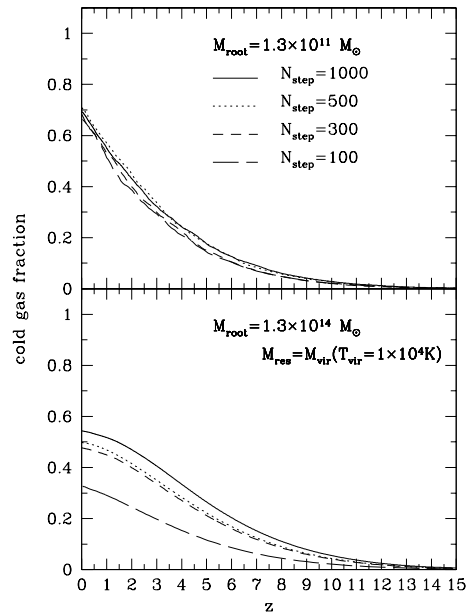 1
0.8
0.6
0.4
0.2
0
M_root=1.3×10^11 M_⊙
N_step=1000
N_step=500
N_step=300
N_step=100
cold gas fraction
1
0.8
0.6
0.4
0.2
0
M_root=1.3×10^14 M_⊙
M_res=M_vir(T_vir=1×10^4K)
0 1 2 3 4 5 6 7 8 9 10 11 12 13 14 15
z